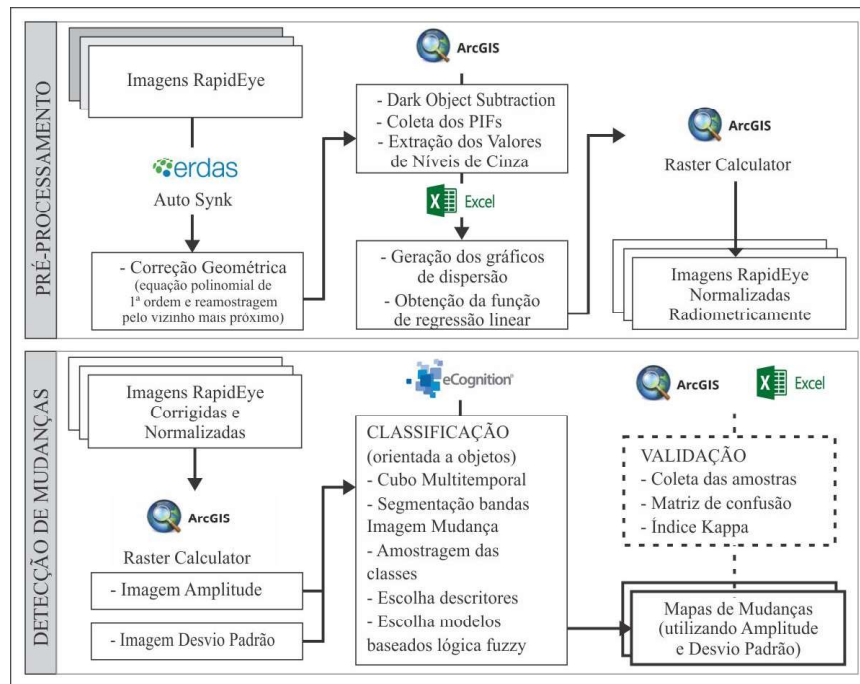 PRÉ-PROCESSAMENTO
Imagens RapidEye
erdas
Auto Synk
- Correção Geométrica
(equação polinomial de
1ª ordem e reamostragem
pelo vizinho mais próximo)
ArcGIS
- Dark Object Subtraction
- Coleta dos PIFs
- Extração dos Valores
de Níveis de Cinza
Excel
- Geração dos gráficos
de dispersão
- Obtenção da função
de regressão linear
ArcGIS
Raster Calculator
Imagens RapidEye
Normalizadas
Radiometricamente
DETECÇÃO DE MUDANÇAS
Imagens RapidEye
Corrigidas e
Normalizadas
ArcGIS
Raster Calculator
- Imagem Amplitude
- Imagem Desvio Padrão
eCognition
CLASSIFICAÇÃO
(orientada a objetos)
- Cubo Multitemporal
- Segmentação bandas
Imagem Mudança
- Amostragem das
classes
- Escolha descritores
- Escolha modelos
baseados lógica fuzzy
ArcGIS
Excel
VALIDAÇÃO
- Coleta das amostras
- Matriz de confusão
- Índice Kappa
Mapas de Mudanças
(utilizando Amplitude
e Desvio Padrão)